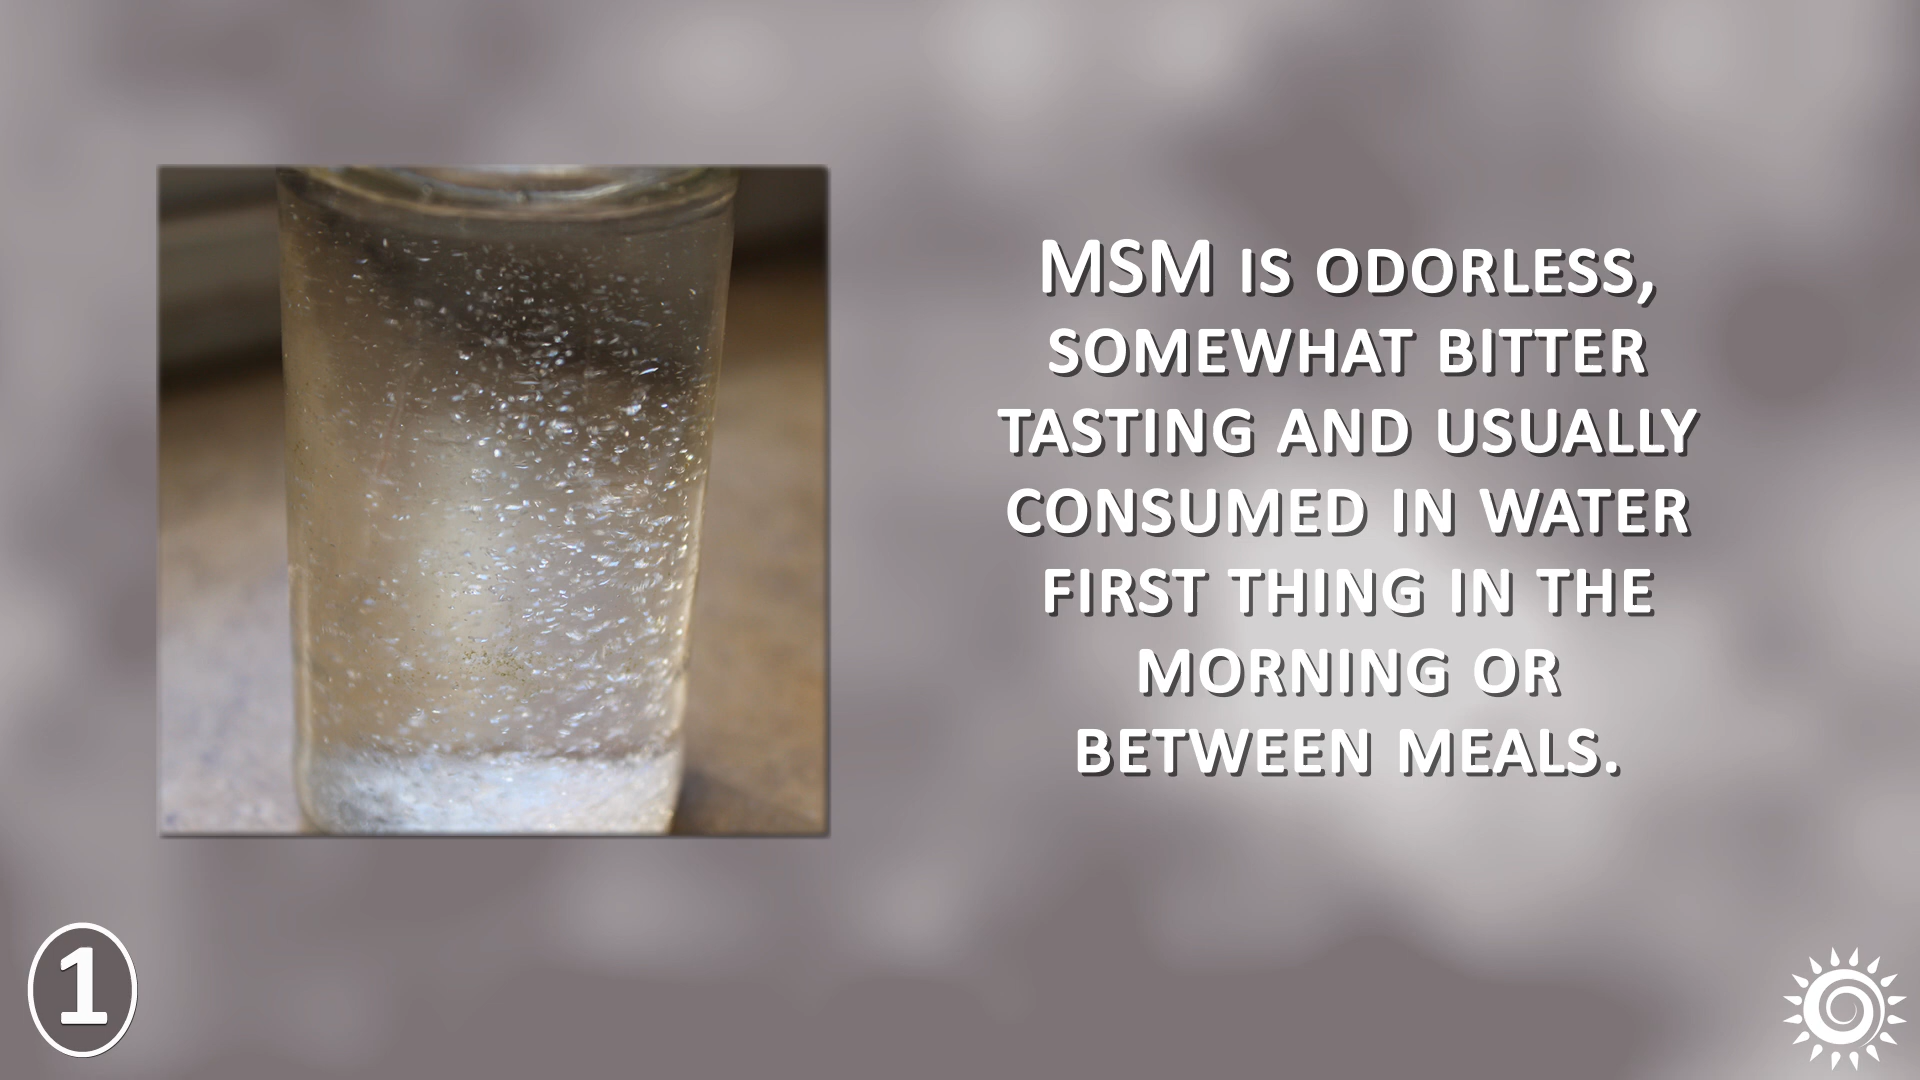 MSM IS ODORLESS,
SOMEWHAT BITTER
TASTING AND USUALLY
CONSUMED IN WATER
FIRST THING IN THE
MORNING OR
BETWEEN MEALS.
1